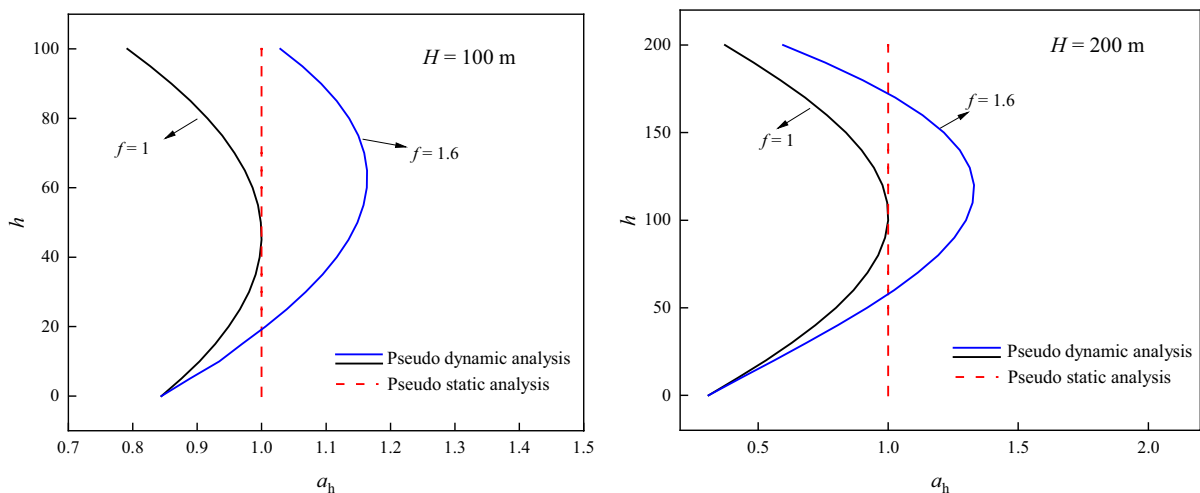 H = 100 m
100
80
60
40
20
0
h
f = 1
f = 1.6
Pseudo dynamic analysis
Pseudo static analysis
0.7 0.8 0.9 1.0 1.1 1.2 1.3 1.4 1.5
a_h
H = 200 m
200
150
100
50
0
h
f = 1.6
f = 1
Pseudo dynamic analysis
Pseudo static analysis
0.5 1.0 1.5 2.0
a_h